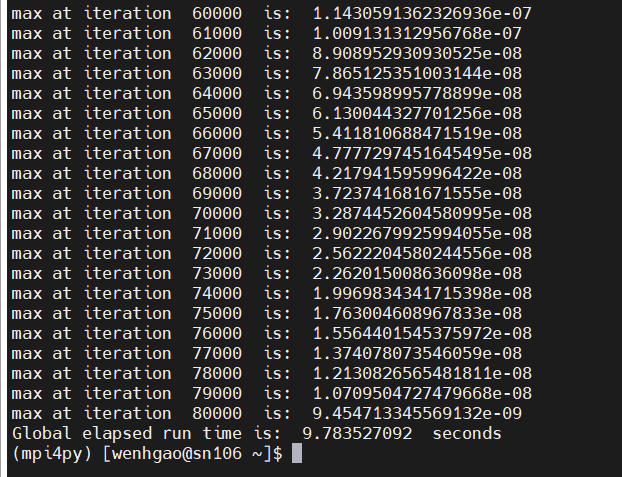 max at iteration  60000  is:  1.1430591362326936e-07
max at iteration  61000  is:  1.009131312956768e-07
max at iteration  62000  is:  8.908952930930525e-08
max at iteration  63000  is:  7.865125351003144e-08
max at iteration  64000  is:  6.943598995778899e-08
max at iteration  65000  is:  6.130044327701256e-08
max at iteration  66000  is:  5.411810688471519e-08
max at iteration  67000  is:  4.7777297451645495e-08
max at iteration  68000  is:  4.217941595996422e-08
max at iteration  69000  is:  3.723741681671555e-08
max at iteration  70000  is:  3.2874452604580995e-08
max at iteration  71000  is:  2.9022679925994055e-08
max at iteration  72000  is:  2.5622204580244556e-08
max at iteration  73000  is:  2.262015008636098e-08
max at iteration  74000  is:  1.9969834341715398e-08
max at iteration  75000  is:  1.763004608967833e-08
max at iteration  76000  is:  1.5564401545375972e-08
max at iteration  77000  is:  1.374078073546059e-08
max at iteration  78000  is:  1.2130826565481811e-08
max at iteration  79000  is:  1.0709504727479668e-08
max at iteration  80000  is:  9.454713345569132e-09
Global elapsed run time is:  9.783527092  seconds
(mpi4py) [wenhgao@sn106 ~]$